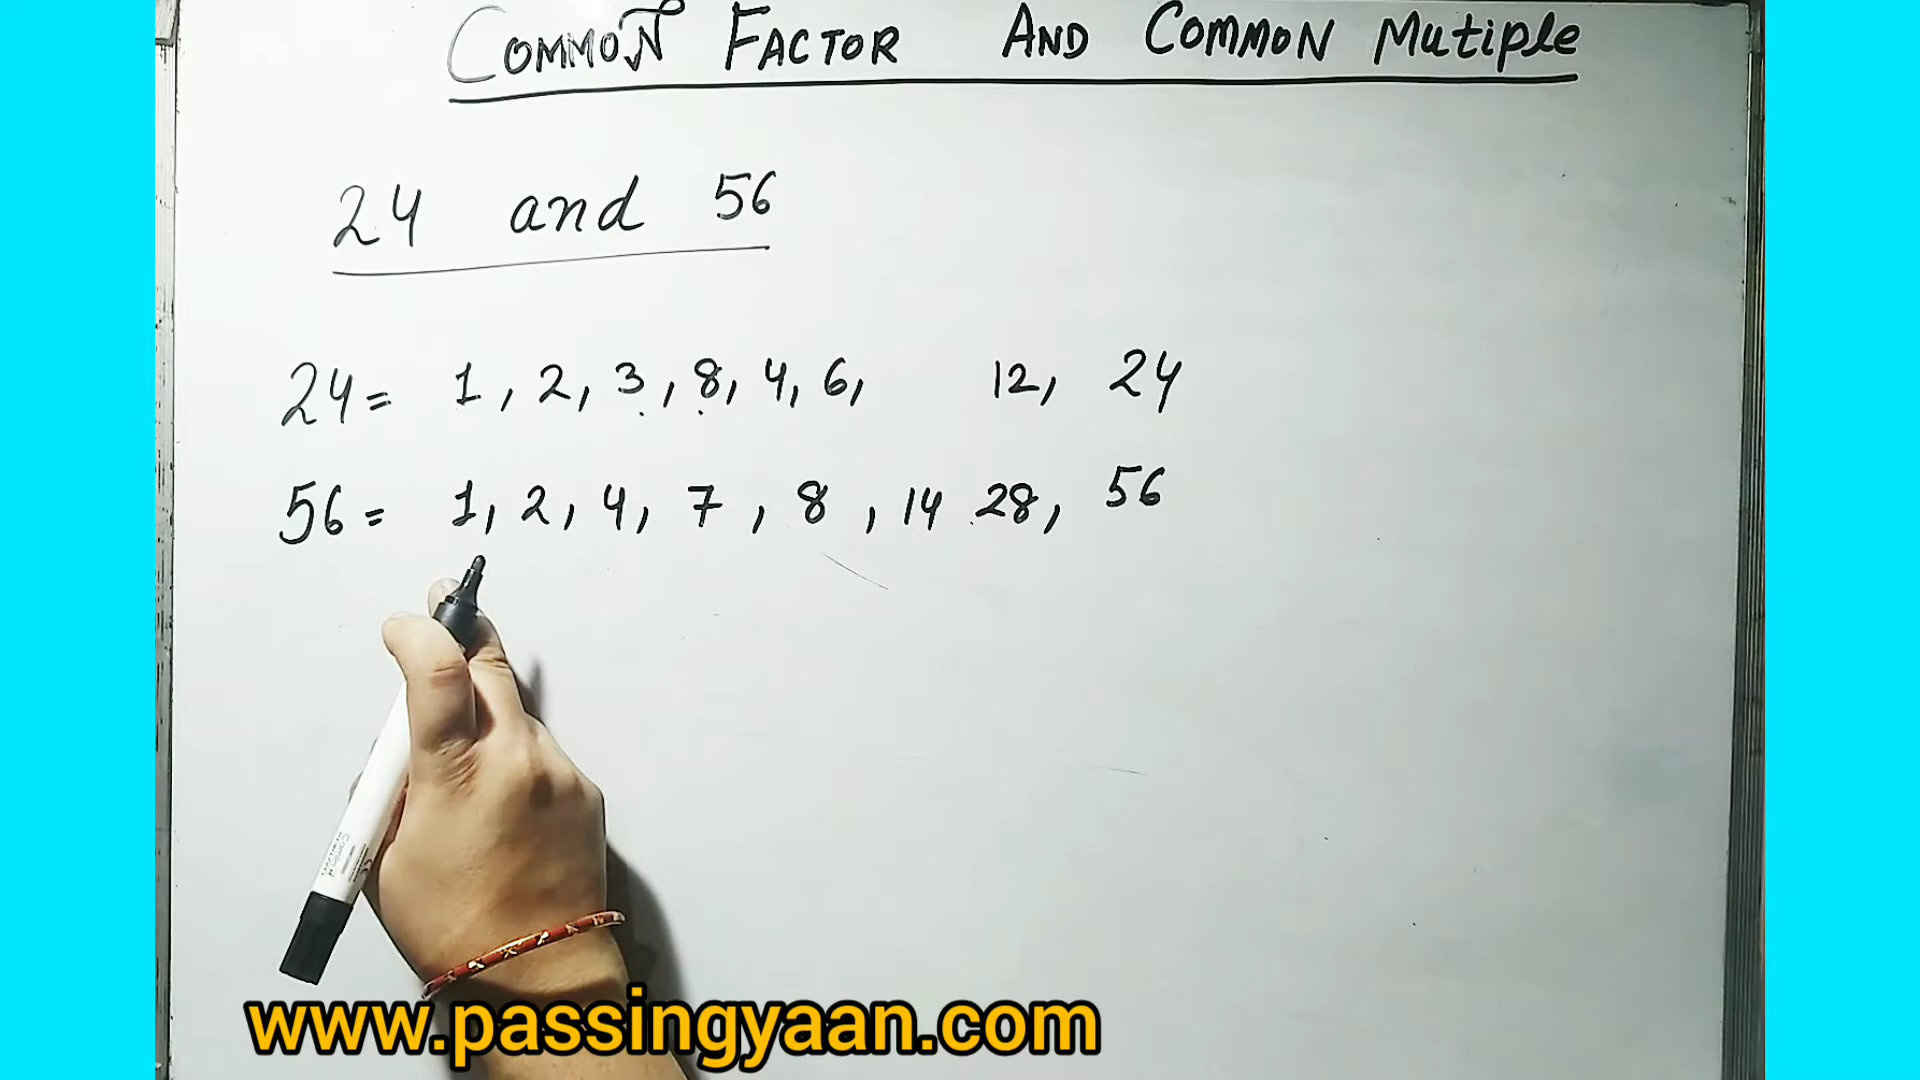 COMMON FACTOR AND COMMON Mutiple
24 and 56
24 = 1, 2, 3, 8, 4, 6, 12, 24
56 = 1, 2, 4, 7, 8, 14 28, 56
www.passingyaan.com